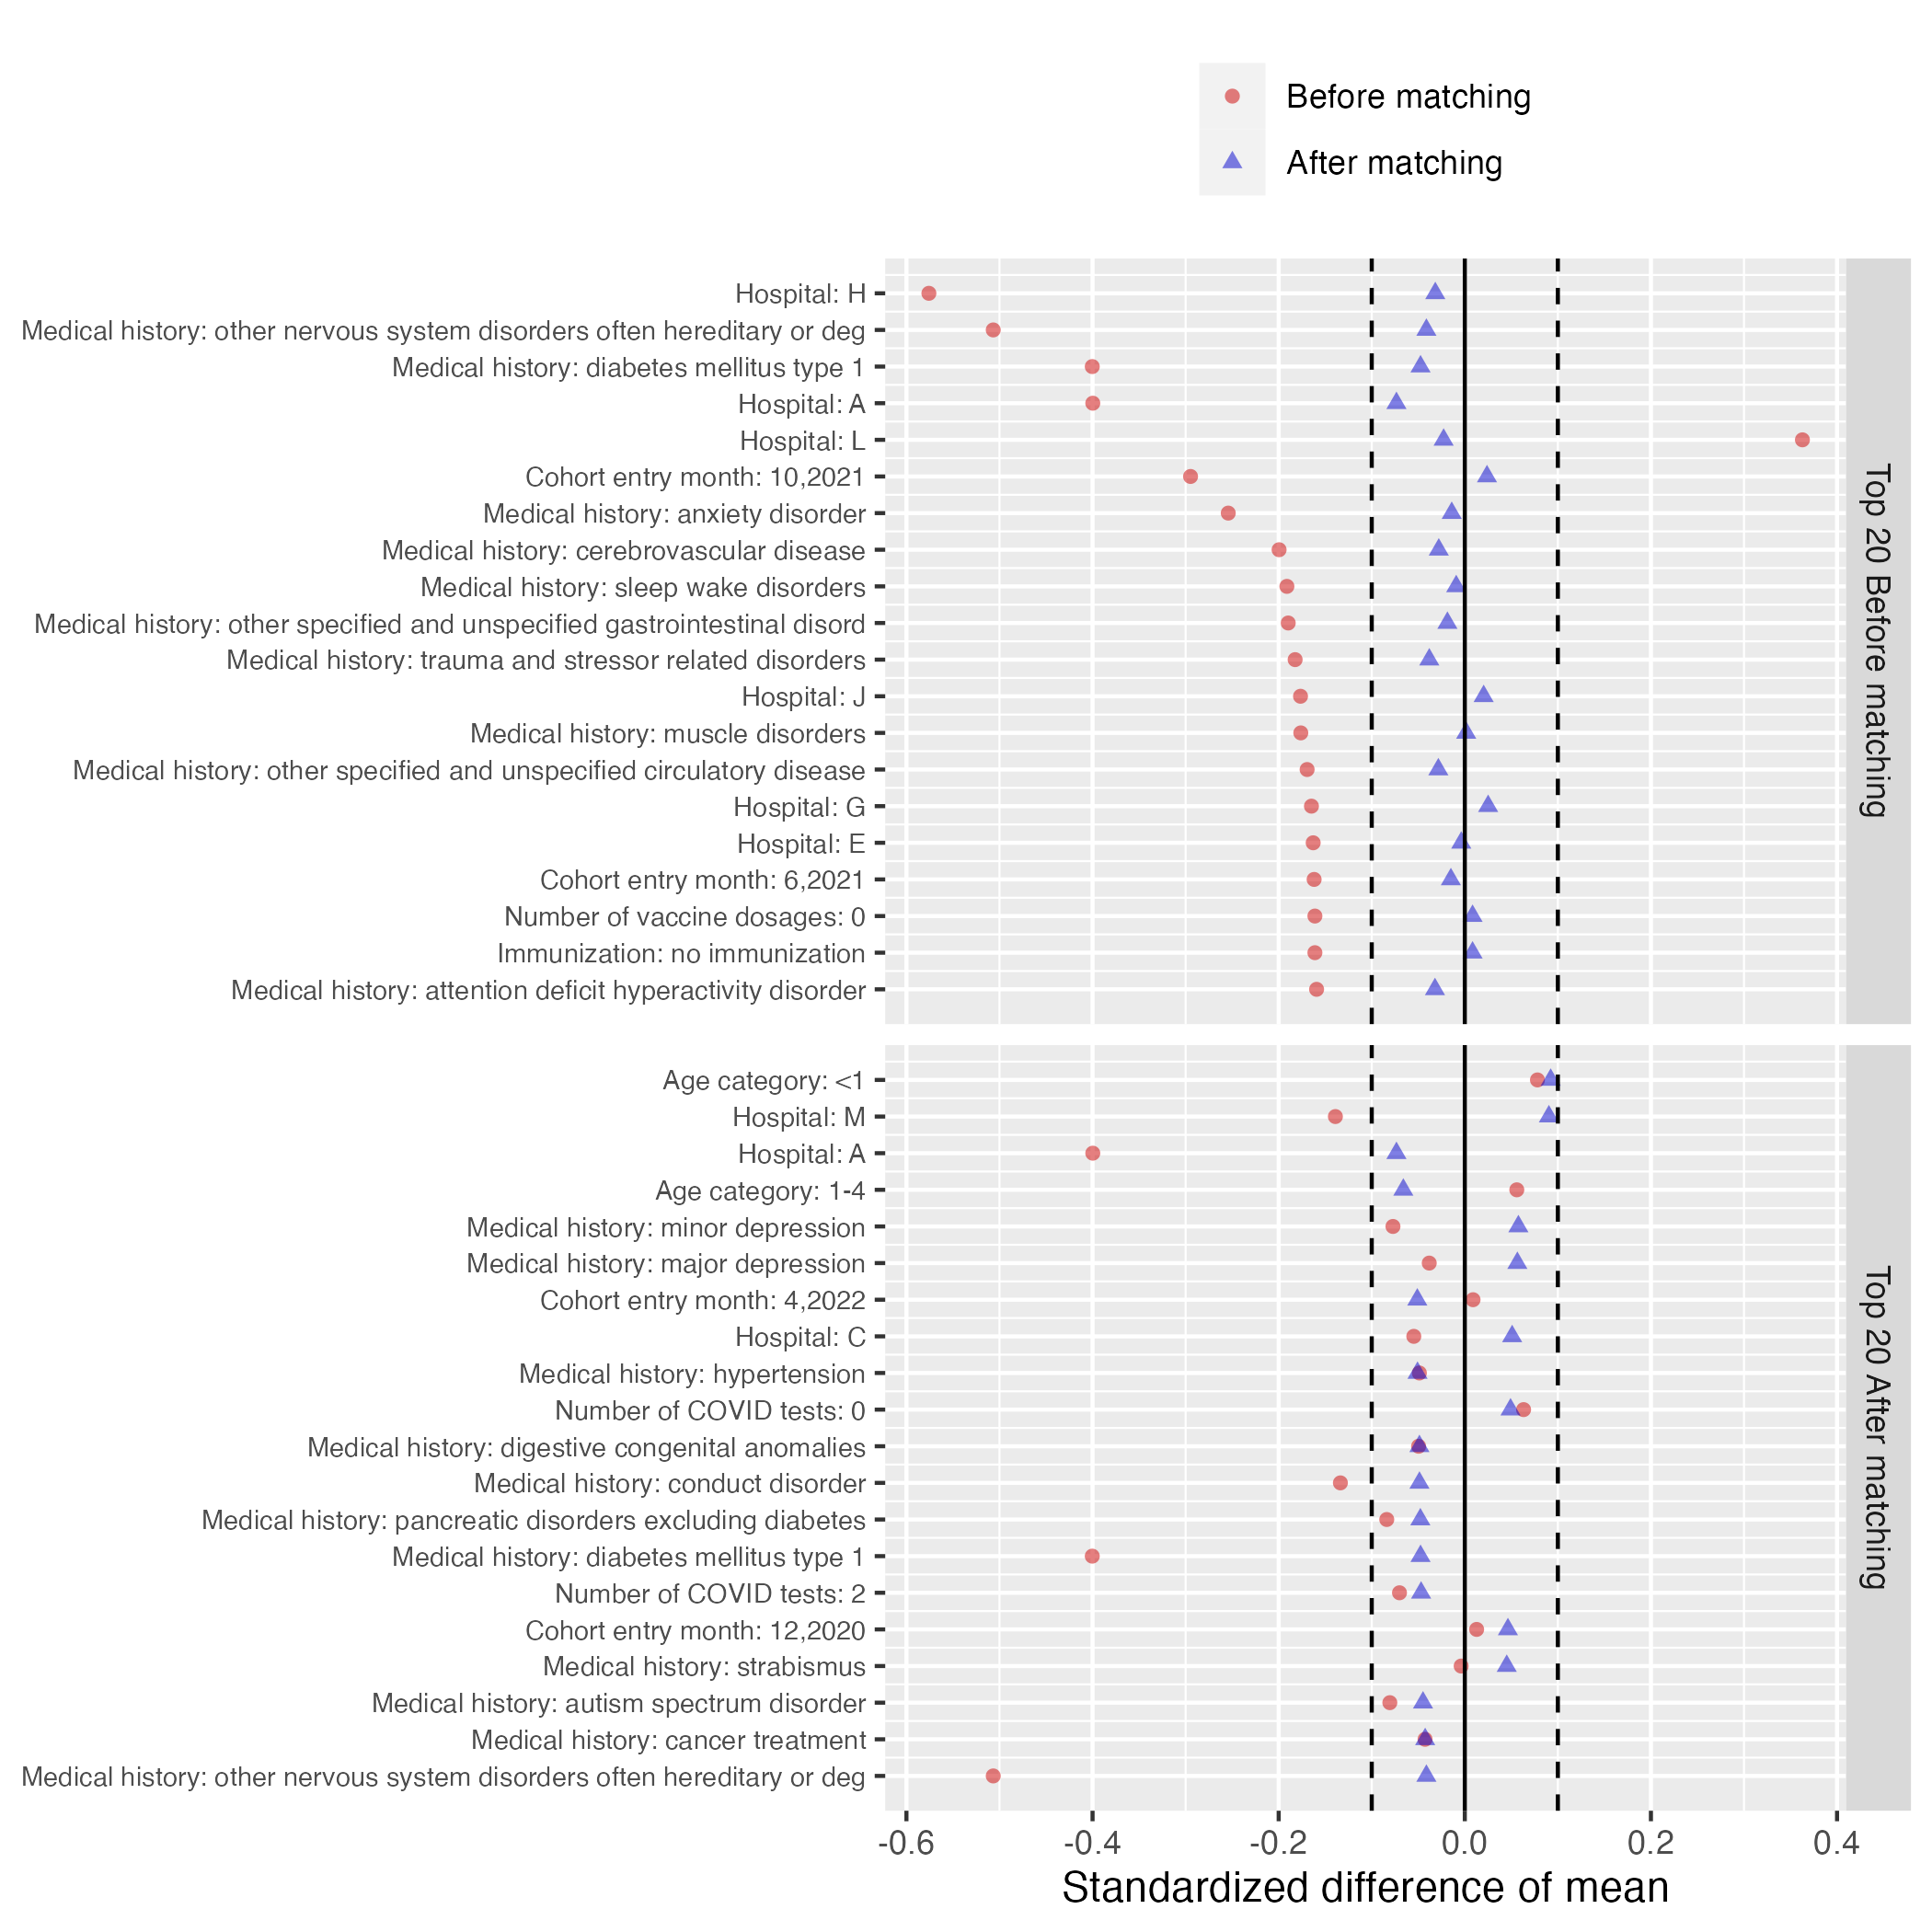 Before matching
After matching
Hospital: H
Medical history: other nervous system disorders often hereditary or deg
Medical history: diabetes mellitus type 1
Hospital: A
Hospital: L
Cohort entry month: 10,2021
Medical history: anxiety disorder
Medical history: cerebrovascular disease
Medical history: sleep wake disorders
Medical history: other specified and unspecified gastrointestinal disord
Medical history: trauma and stressor related disorders
Hospital: J
Medical history: muscle disorders
Medical history: other specified and unspecified circulatory disease
Hospital: G
Hospital: E
Cohort entry month: 6,2021
Number of vaccine dosages: 0
Immunization: no immunization
Medical history: attention deficit hyperactivity disorder
Top 20 Before matching
Age category: <1
Hospital: M
Hospital: A
Age category: 1-4
Medical history: minor depression
Medical history: major depression
Cohort entry month: 4,2022
Hospital: C
Medical history: hypertension
Number of COVID tests: 0
Medical history: digestive congenital anomalies
Medical history: conduct disorder
Medical history: pancreatic disorders excluding diabetes
Medical history: diabetes mellitus type 1
Number of COVID tests: 2
Cohort entry month: 12,2020
Medical history: strabismus
Medical history: autism spectrum disorder
Medical history: cancer treatment
Medical history: other nervous system disorders often hereditary or deg
Top 20 After matching
-0.6 -0.4 -0.2 0.0 0.2 0.4
Standardized difference of mean